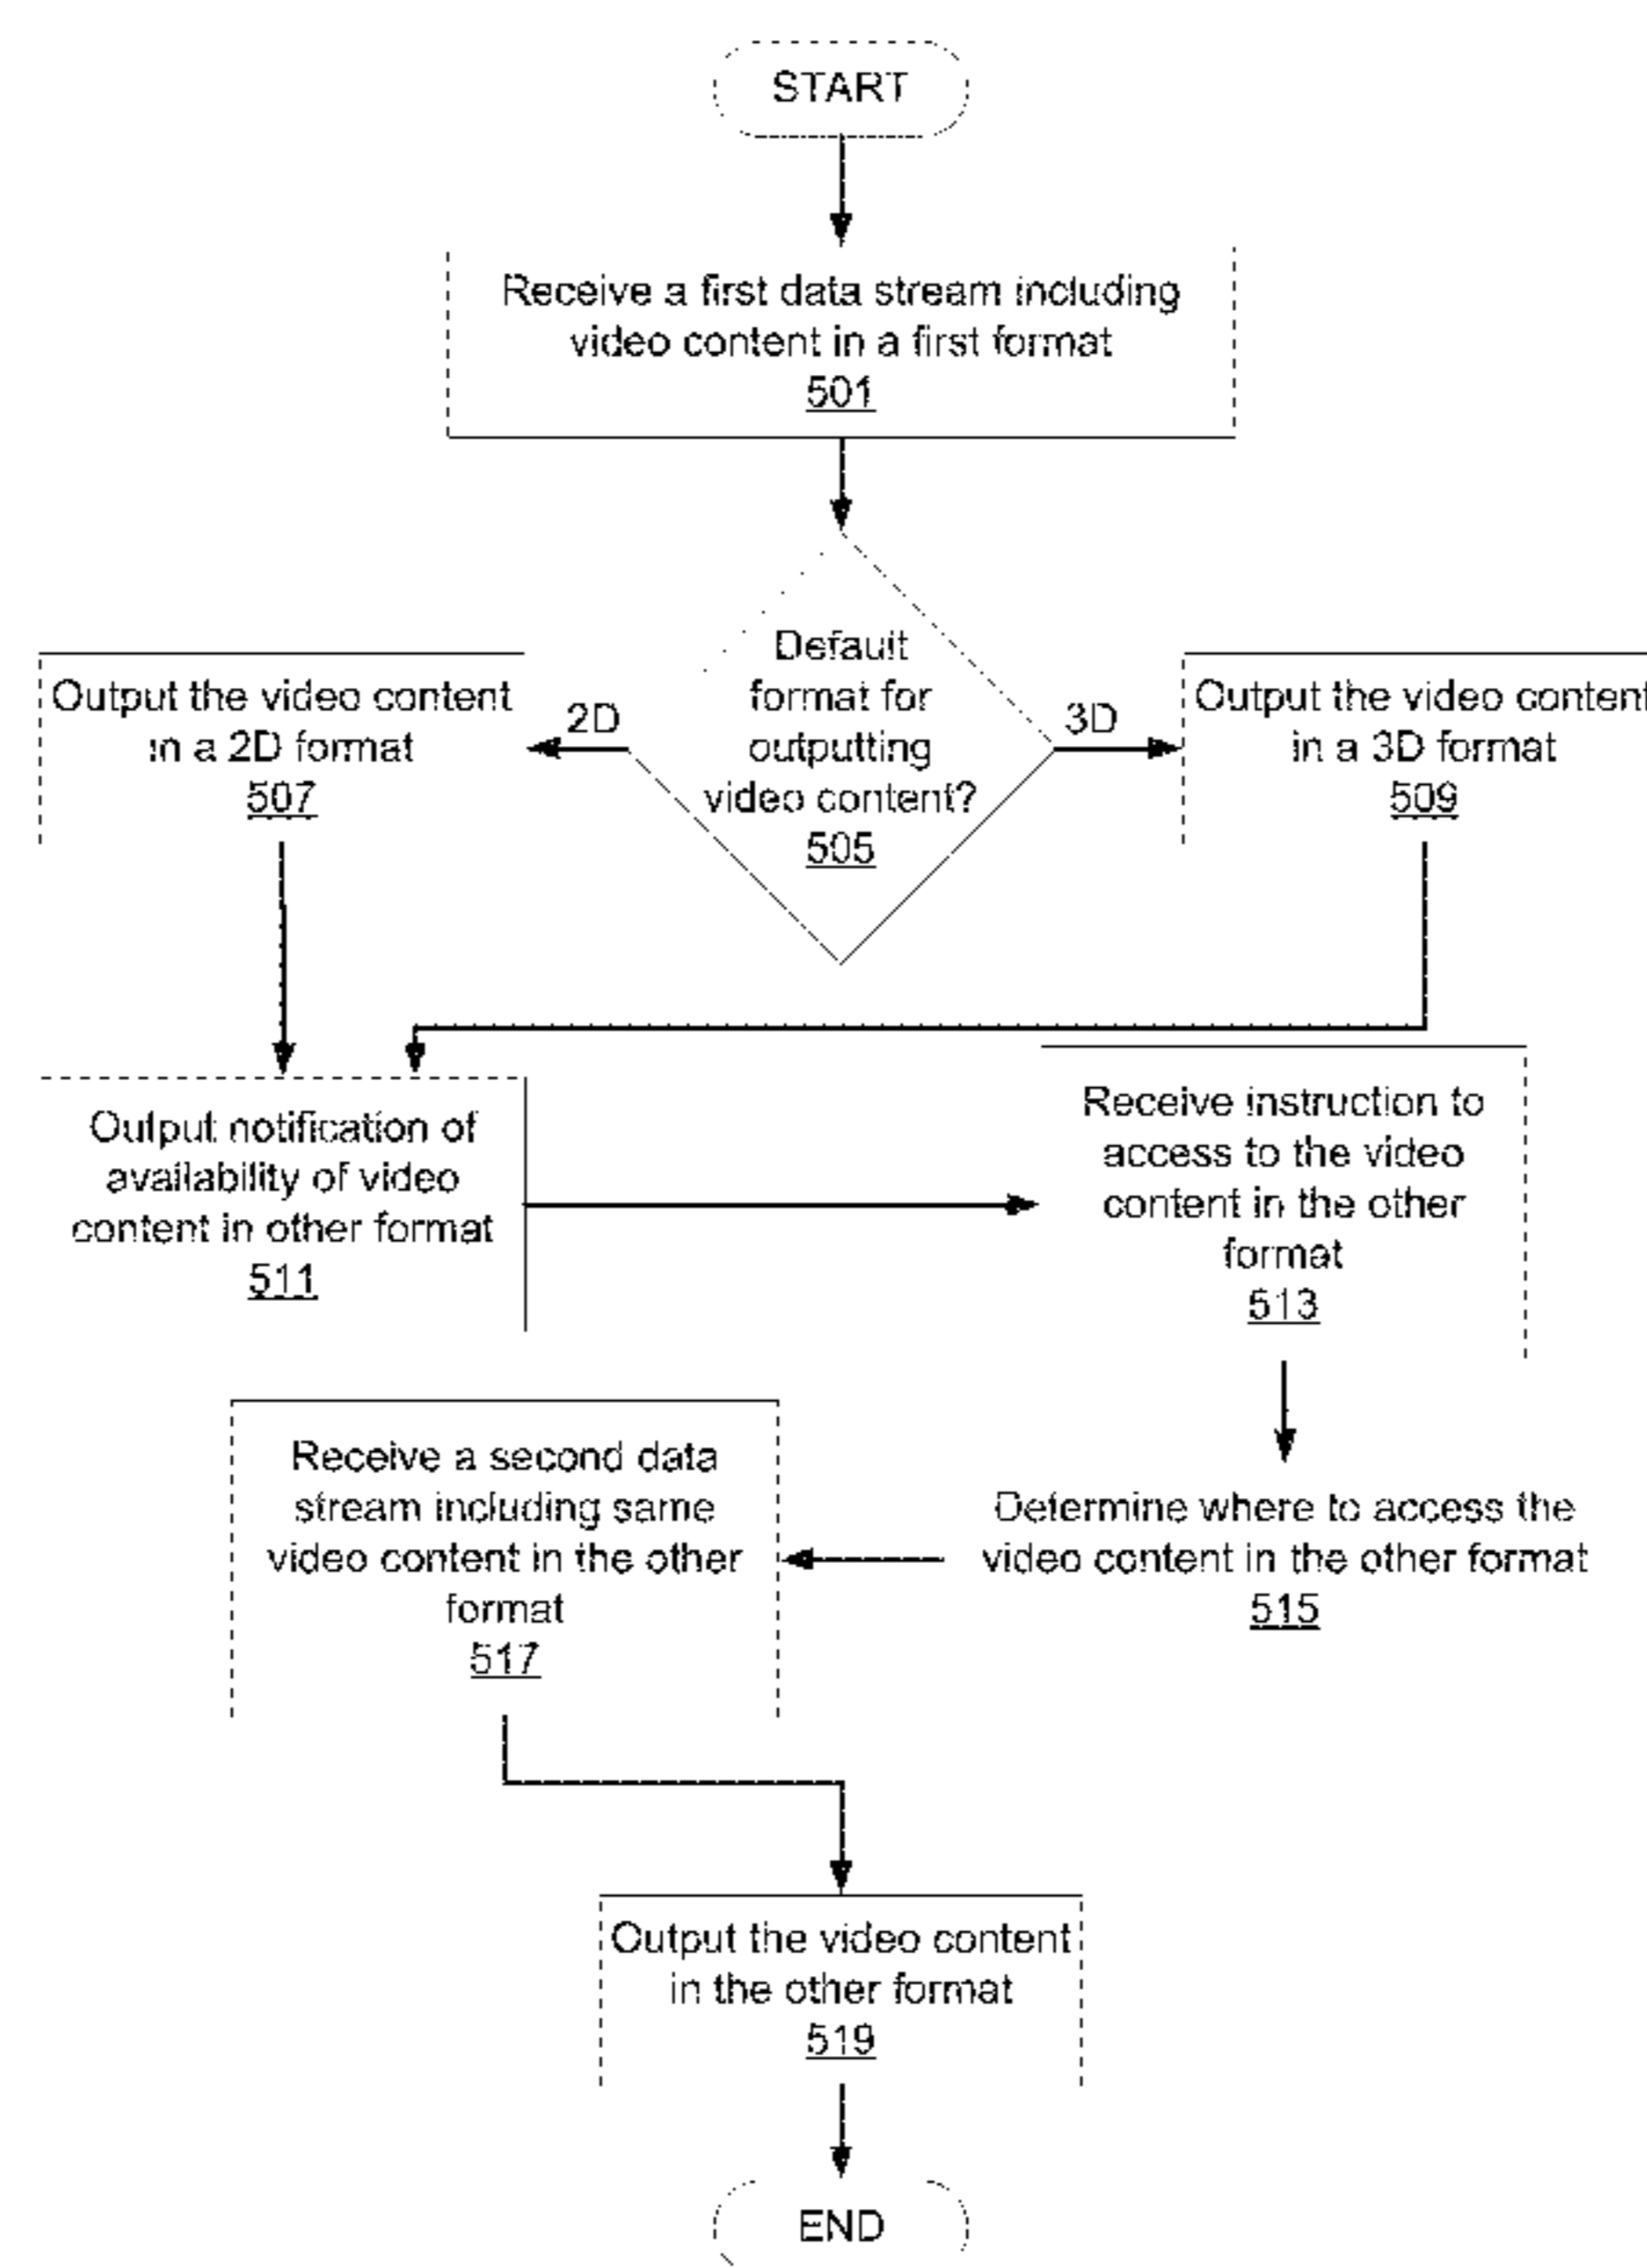 START
Receive a first data stream including
video content in a first format
501
Default
format for
outputting
video content?
505
2D
3D
Output the video content
in a 2D format
507
Output the video content
in a 3D format
509
Output notification of
availability of video
content in other format
511
Receive instruction to
access to the video
content in the other
format
513
Determine where to access the
video content in the other format
515
Receive a second data
stream including same
video content in the other
format
517
Output the video content
in the other format
519
END